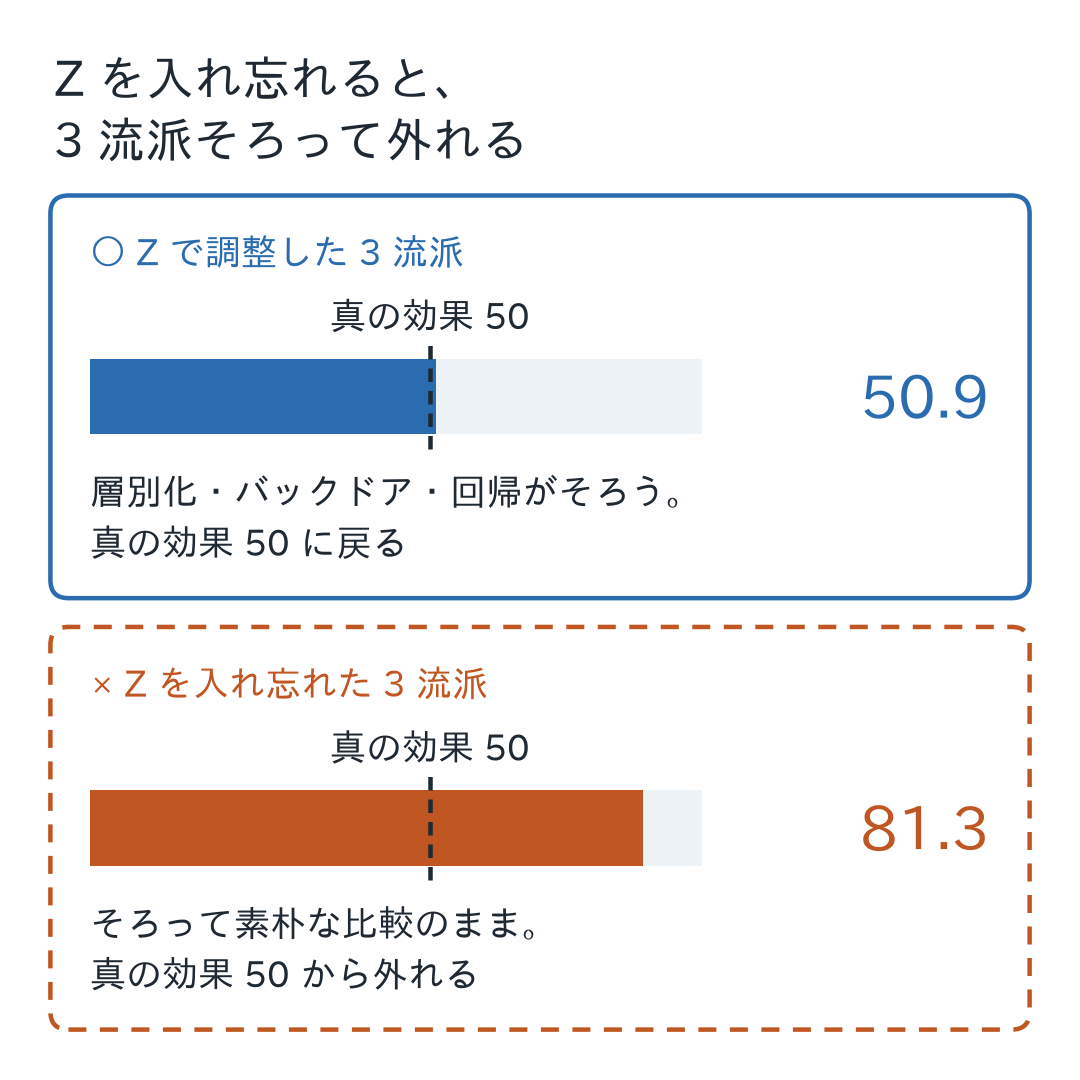 Z を入れ忘れると、
3 流派そろって外れる
○ Z で調整した 3 流派
真の効果 50
50.9
層別化・バックドア・回帰がそろう。
真の効果 50 に戻る
× Z を入れ忘れた 3 流派
真の効果 50
81.3
そろって素朴な比較のまま。
真の効果 50 から外れる